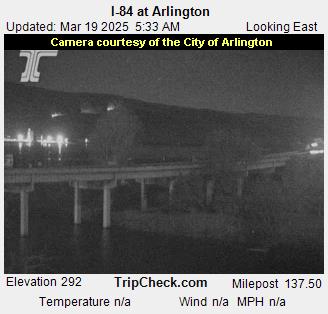 I-84 at Arlington
Updated: Mar 19 2025 5:33 AM Looking East
Camera courtesy of the City of Arlington
Elevation 292 TripCheck.com Milepost 137.50
Temperature n/a Wind n/a MPH n/a